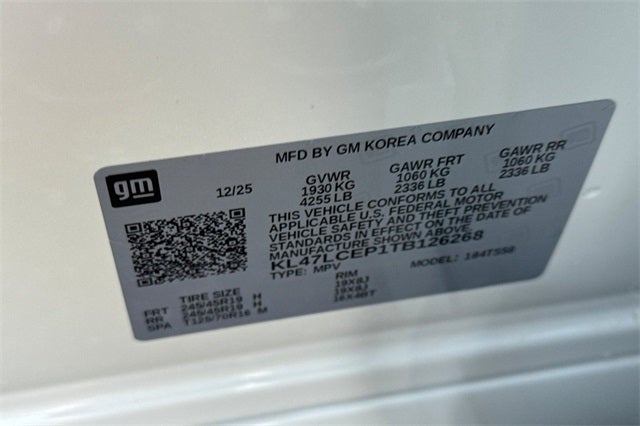 MFD BY GM KOREA COMPANY
gm
12/25
GVWR GAWR FRT GAWR RR
1930 KG 1060 KG 1060 KG
4255 LB 2336 LB 2336 LB
THIS VEHICLE CONFORMS TO ALL
APPLICABLE U.S. FEDERAL MOTOR
VEHICLE SAFETY AND THEFT PREVENTION
STANDARDS IN EFFECT ON THE DATE OF
MANUFACTURE SHOWN ABOVE.
KL47LCEP1TB126268
TYPE: MPV MODEL:
TIRE SIZE RIM
FRT 245/45R19 H 19X8J
RR 245/45R19 H 19X8J
SPA T125/70R16 M 16X4BT